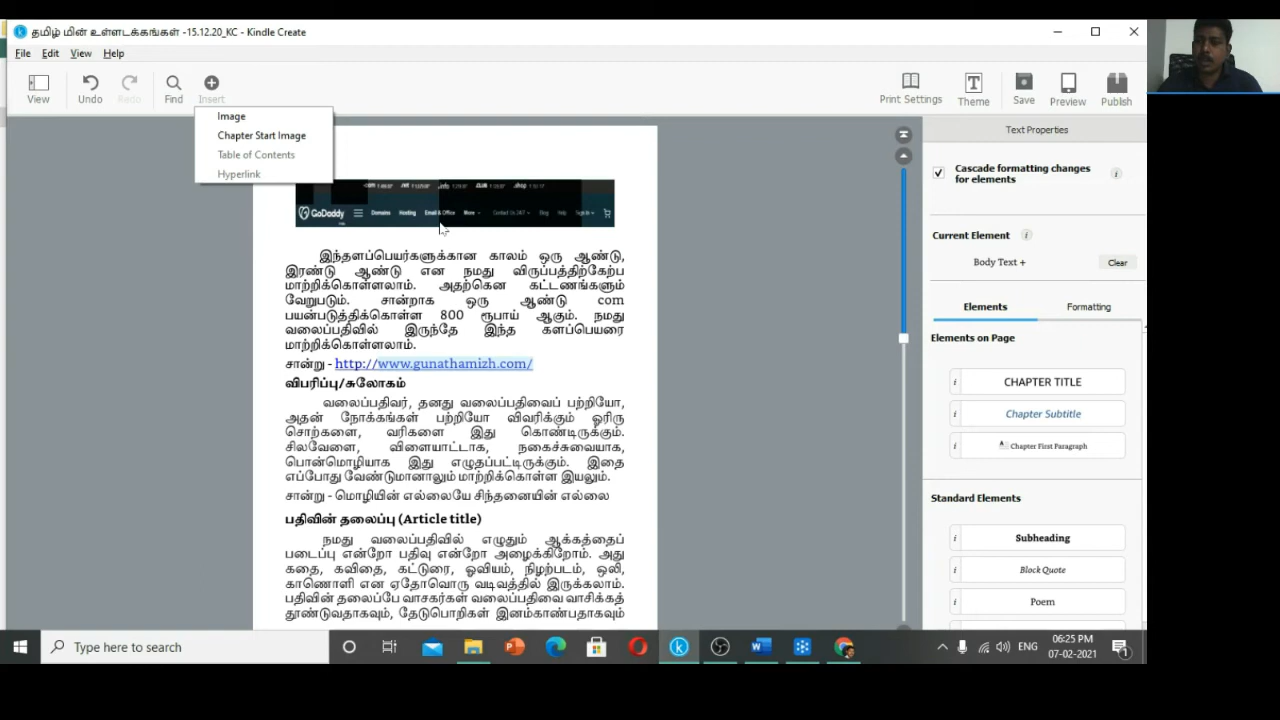 தமிழ் மின் உள்ளடக்கங்கள் -15.12.20_KC - Kindle Create
File Edit View Help
View Undo Redo Find Insert Print Settings Theme Save Preview Publish
Image
Chapter Start Image
Table of Contents
Hyperlink
GoDaddy Domains Hosting Email & Office More Contact Us 24/7 Blog Help Sign In
இந்தளப்பெயர்களுக்கான காலம் ஒரு ஆண்டு,
இரண்டு ஆண்டு என நமது விருப்பத்திற்கேற்ப
மாற்றிக்கொள்ளலாம். அதற்கென கட்டணங்களும்
வேறுபடும். சான்றாக ஒரு ஆண்டு com
பயன்படுத்திக்கொள்ள 800 ரூபாய் ஆகும். நமது
வலைப்பதிவில் இருந்தே இந்த களப்பெயரை
மாற்றிக்கொள்ளலாம்.
சான்று - http://www.gunathamizh.com/
விபரிப்பு/சுலோகம்
வலைப்பதிவர், தனது வலைப்பதிவைப் பற்றியோ,
அதன் நோக்கங்கள் பற்றியோ விவரிக்கும் ஓரிரு
சொற்களை, வரிகளை இது கொண்டிருக்கும்.
சிலவேளை, விளையாட்டாக, நகைச்சுவையாக,
பொன்மொழியாக இது எழுதப்பட்டிருக்கும். இதை
எப்போது வேண்டுமானாலும் மாற்றிக்கொள்ள இயலும்.
சான்று - மொழியின் எல்லையே சிந்தனையின் எல்லை
பதிவின் தலைப்பு (Article title)
நமது வலைப்பதிவில் எழுதும் ஆக்கத்தைப்
படைப்பு என்றோ பதிவு என்றோ அழைக்கிறோம். அது
கதை, கவிதை, கட்டுரை, ஓவியம், நிழற்படம், ஒலி,
காணொளி என ஏதோவொரு வடிவத்தில் இருக்கலாம்.
பதிவின் தலைப்பே வாசகர்கள் வலைப்பதிவை வாசிக்கத்
தூண்டுவதாகவும், தேடுபொறிகள் இனம்காண்பதாகவும்
Text Properties
Cascade formatting changes
for elements
Current Element
Body Text + Clear
Elements Formatting
Elements on Page
CHAPTER TITLE
Chapter Subtitle
Chapter First Paragraph
Standard Elements
Subheading
Block Quote
Poem
Type here to search
ENG
06:25 PM
07-02-2021